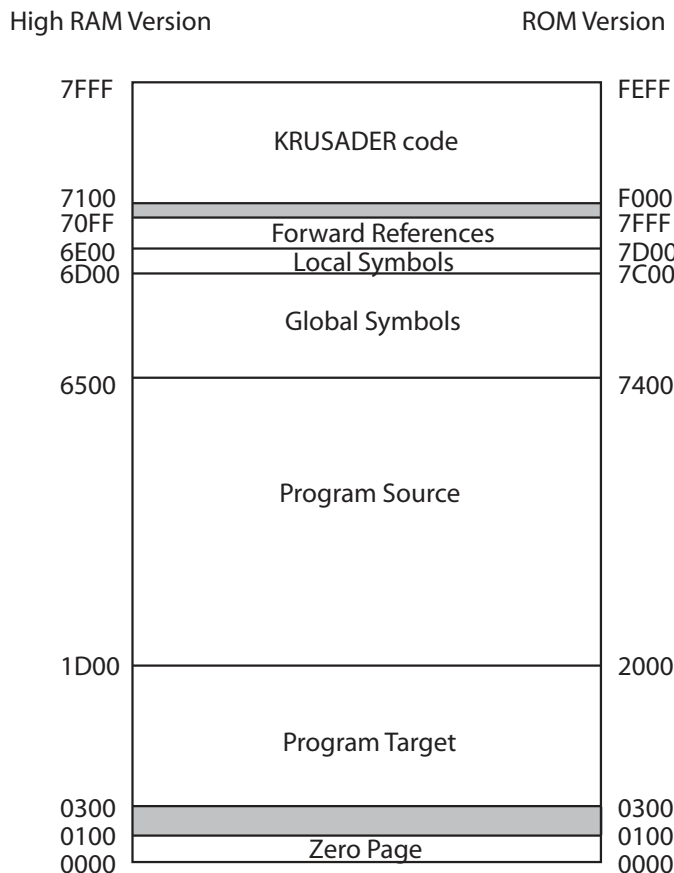 High RAM Version ROM Version
7FFF FEFF
KRUSADER code
7100 F000
70FF 7FFF
Forward References
6E00 7D00
Local Symbols
6D00 7C00
Global Symbols
6500 7400
Program Source
1D00 2000
Program Target
0300 0300
0100 0100
Zero Page
0000 0000